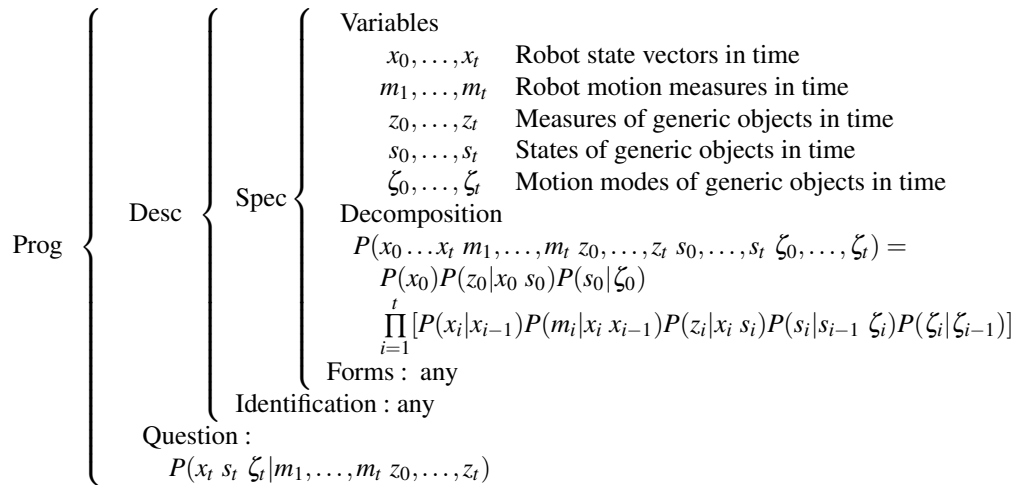 Variables
x_0,…,x_t Robot state vectors in time
m_1,…,m_t Robot motion measures in time
z_0,…,z_t Measures of generic objects in time
s_0,…,s_t States of generic objects in time
ζ_0,…,ζ_t Motion modes of generic objects in time
Prog { Desc { Spec { Decomposition
P(x_0…x_t m_1,…,m_t z_0,…,z_t s_0,…,s_t ζ_0,…,ζ_t) =
P(x_0)P(z_0|x_0 s_0)P(s_0|ζ_0)
∏_{i=1}^{t}[P(x_i|x_{i−1})P(m_i|x_i x_{i−1})P(z_i|x_i s_i)P(s_i|s_{i−1} ζ_i)P(ζ_i|ζ_{i−1})]
Forms : any
Identification : any
Question :
P(x_t s_t ζ_t|m_1,…,m_t z_0,…,z_t)